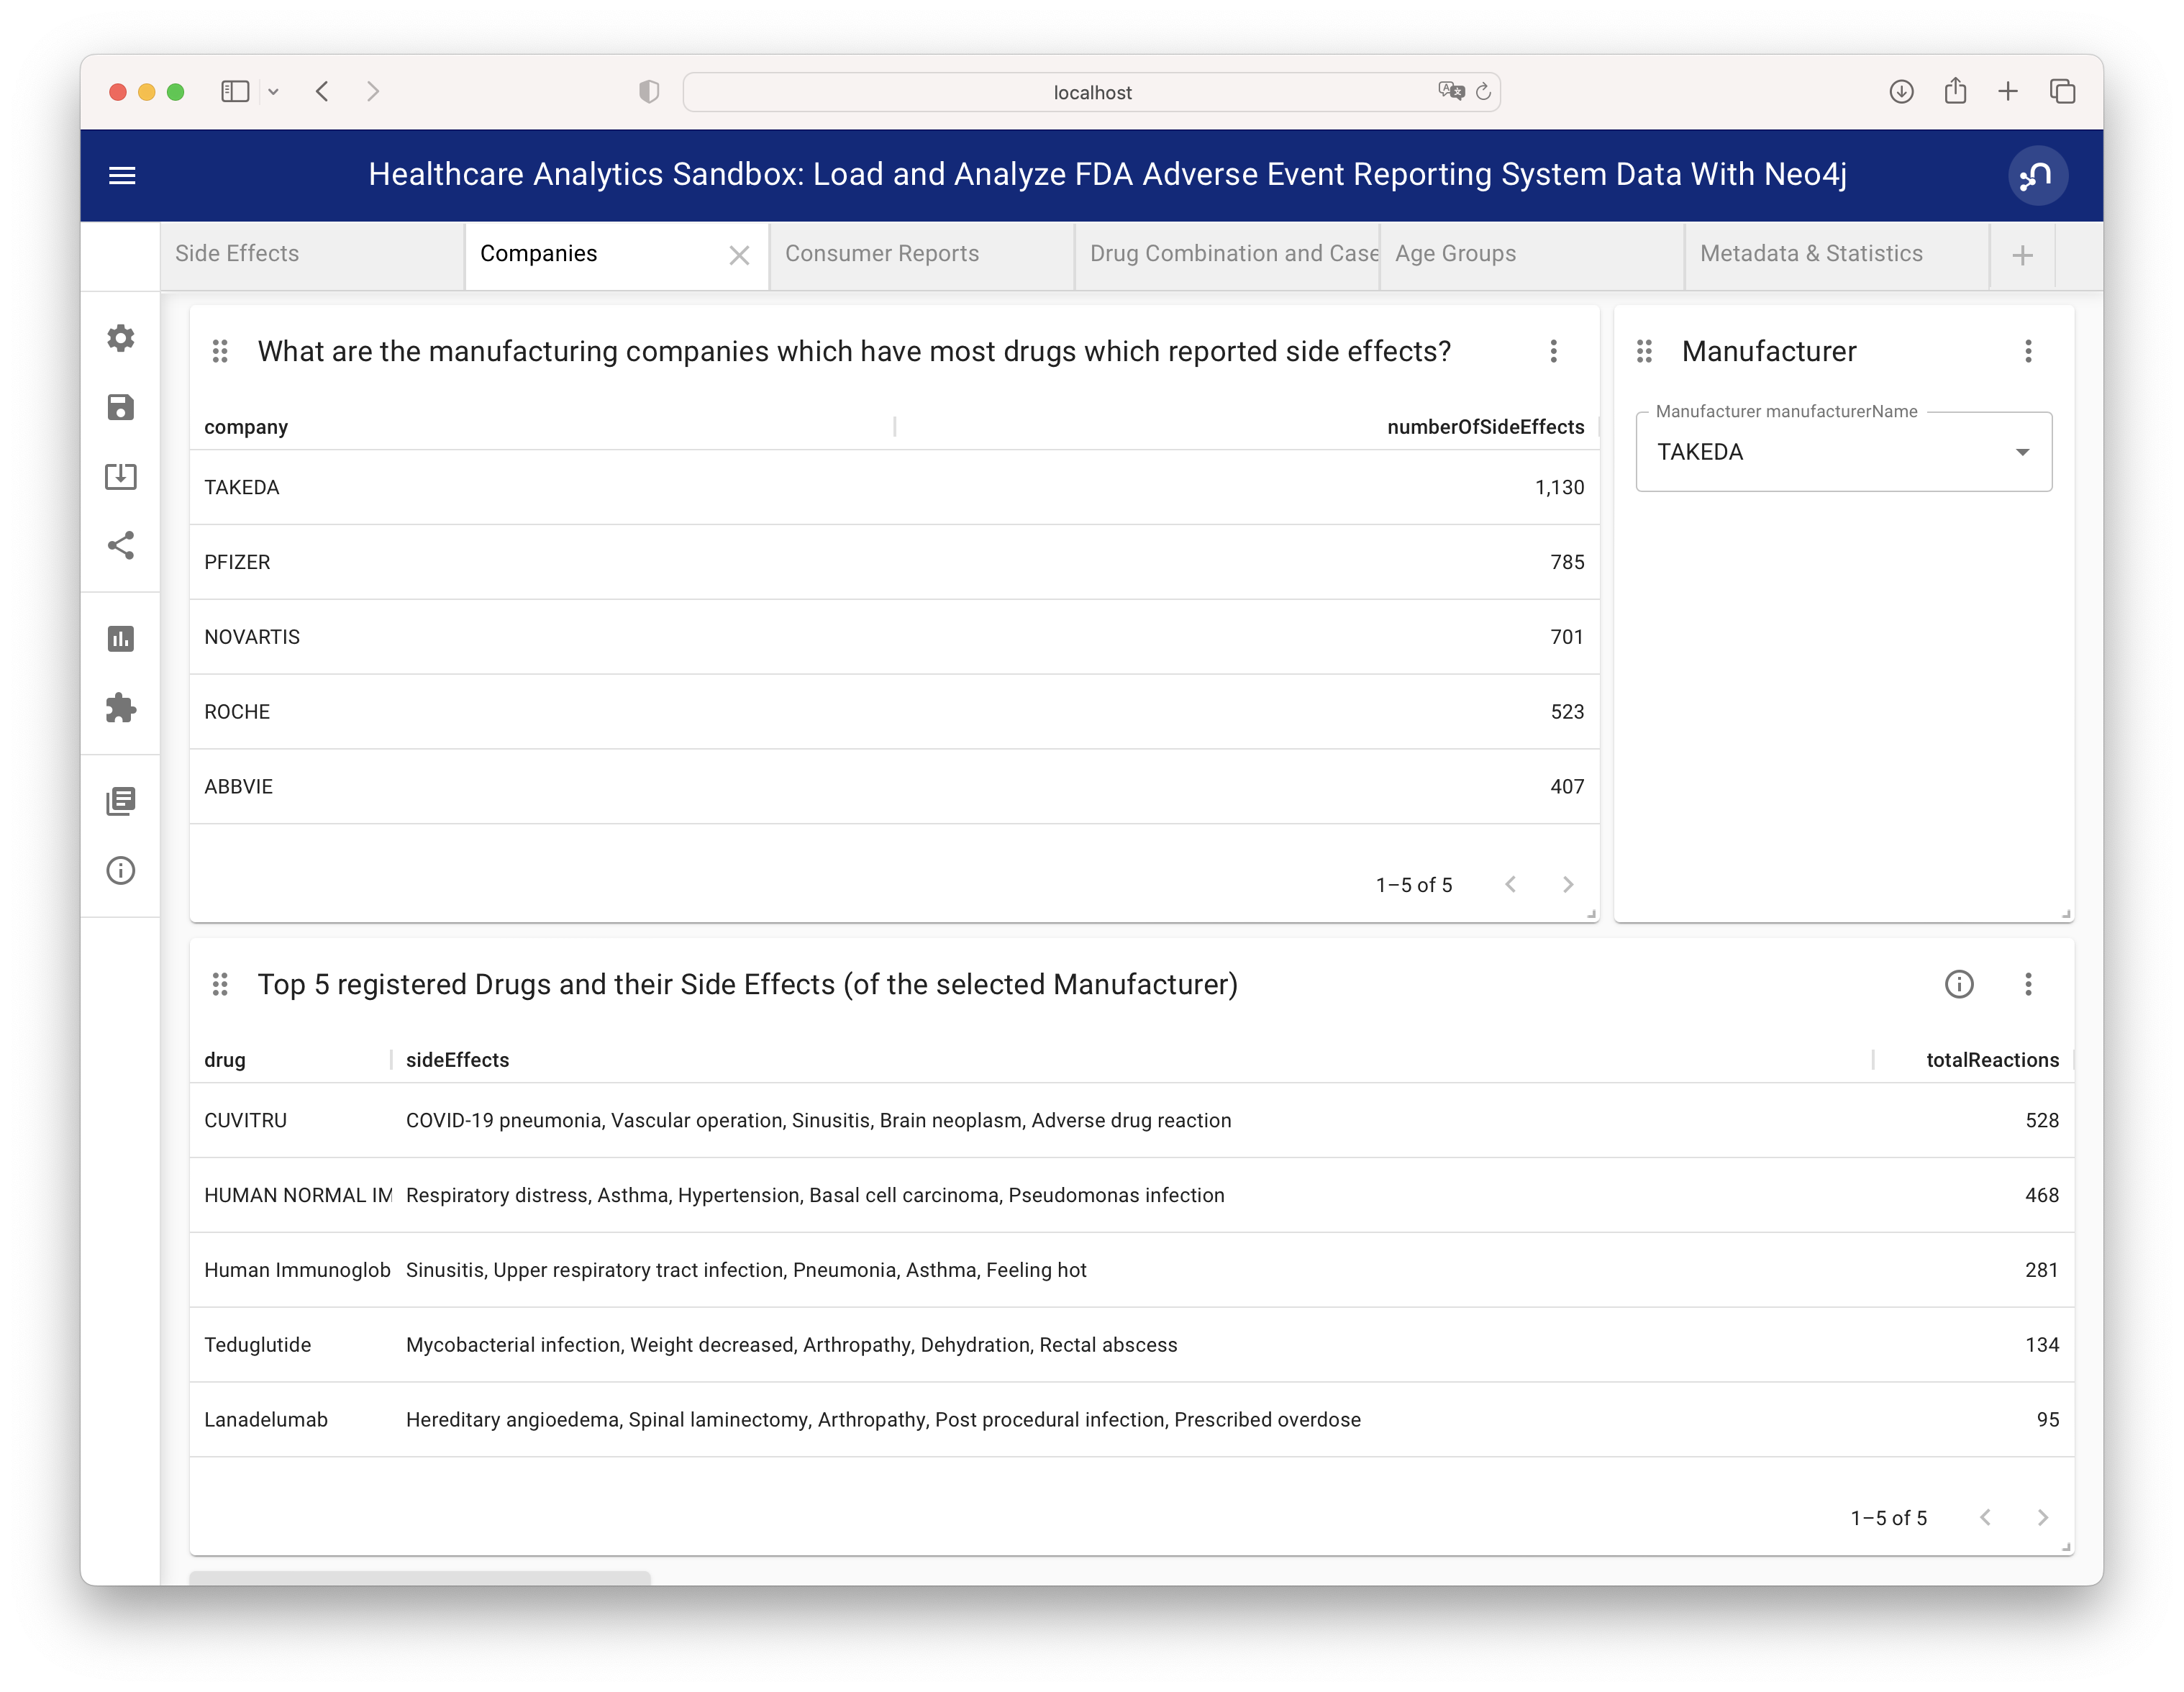 localhost
Healthcare Analytics Sandbox: Load and Analyze FDA Adverse Event Reporting System Data With Neo4j
Side Effects
Companies
Consumer Reports
Drug Combination and Case
Age Groups
Metadata & Statistics
What are the manufacturing companies which have most drugs which reported side effects?
company numberOfSideEffects
TAKEDA 1,130
PFIZER 785
NOVARTIS 701
ROCHE 523
ABBVIE 407
1–5 of 5
Manufacturer
Manufacturer manufacturerName
TAKEDA
Top 5 registered Drugs and their Side Effects (of the selected Manufacturer)
drug sideEffects totalReactions
CUVITRU COVID-19 pneumonia, Vascular operation, Sinusitis, Brain neoplasm, Adverse drug reaction 528
HUMAN NORMAL IM Respiratory distress, Asthma, Hypertension, Basal cell carcinoma, Pseudomonas infection 468
Human Immunoglob Sinusitis, Upper respiratory tract infection, Pneumonia, Asthma, Feeling hot 281
Teduglutide Mycobacterial infection, Weight decreased, Arthropathy, Dehydration, Rectal abscess 134
Lanadelumab Hereditary angioedema, Spinal laminectomy, Arthropathy, Post procedural infection, Prescribed overdose 95
1–5 of 5